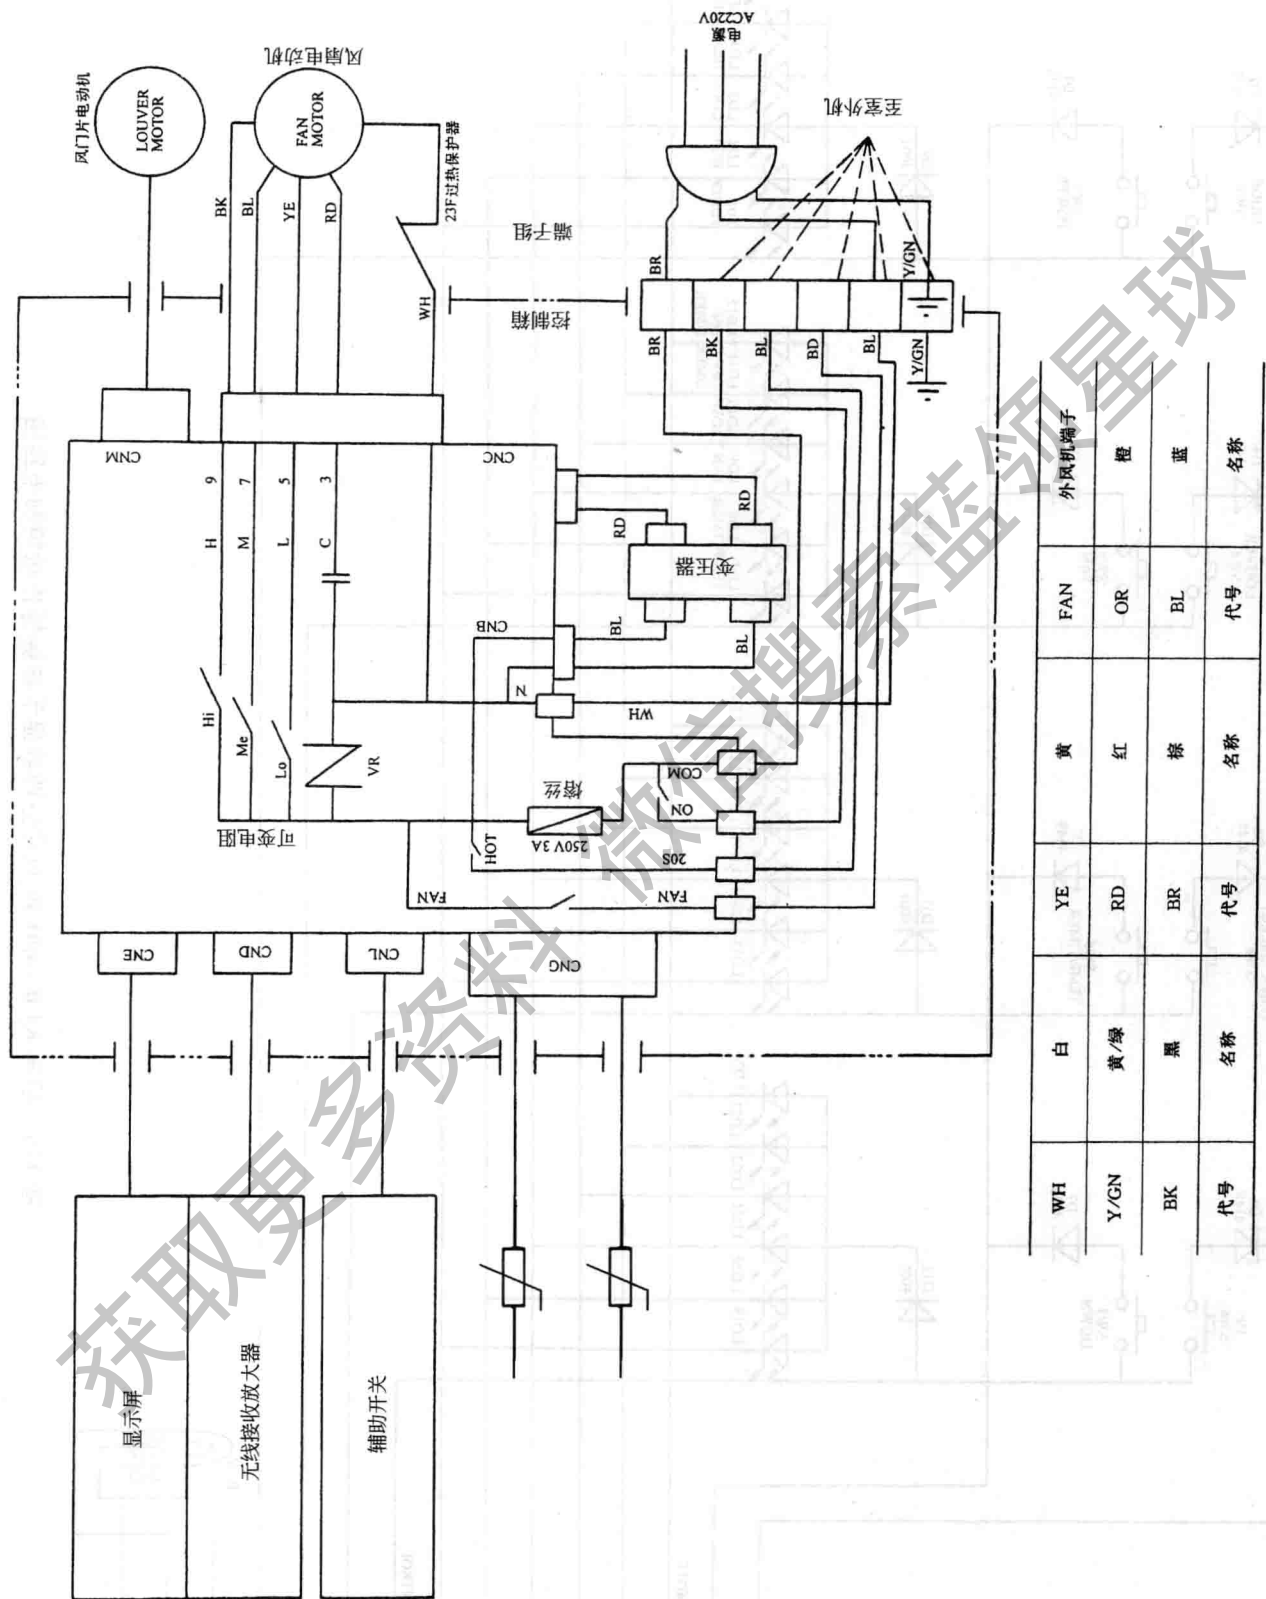 电源
AC220V
风门片电动机
LOUVER
MOTOR
风扇电动机
FAN
MOTOR
至室外机
23F过热保护器
BK
BL
YE
RD
WH
端子组
控制箱
BR
Y/GN
BR
BK
BL
BD
BL
Y/GN
CNM
CNC
H 9
M 7
L 5
C 3
RD
RD
变压器
BL
BL
CNB
N
WH
Hi
Me
Lo
VR
可变电阻
熔丝
250V 3A
COM
ON
HOT
20S
FAN
FAN
CNE
CND
CNL
CNG
显示屏
无线接收放大器
辅助开关
WH 白 YE 黄 FAN 外风机端子
Y/GN 黄/绿 RD 红 OR 橙
BK 黑 BR 棕 BL 蓝
代号 名称 代号 名称 代号 名称
获取更多资料 微信搜索蓝领星球